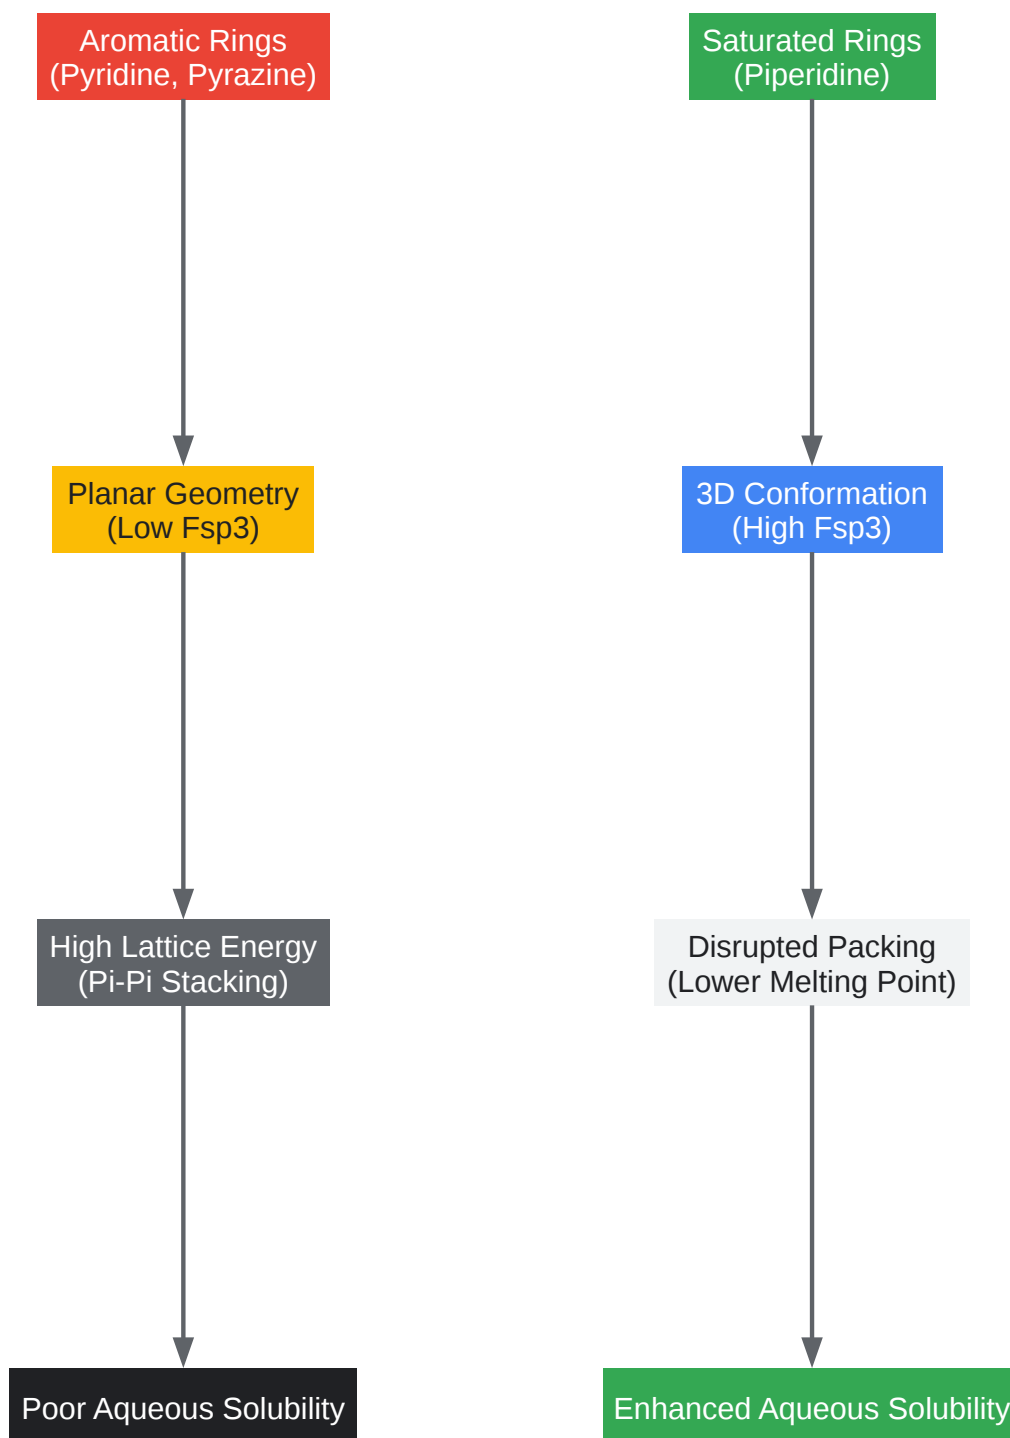 Aromatic Rings
(Pyridine, Pyrazine)
Planar Geometry
(Low Fsp3)
High Lattice Energy
(Pi-Pi Stacking)
Poor Aqueous Solubility
Saturated Rings
(Piperidine)
3D Conformation
(High Fsp3)
Disrupted Packing
(Lower Melting Point)
Enhanced Aqueous Solubility